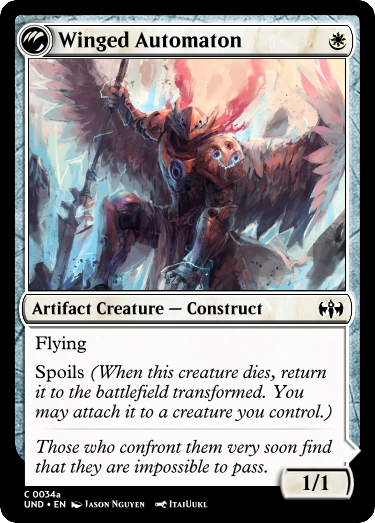 Winged Automaton
Artifact Creature — Construct
Flying
Spoils (When this creature dies, return
it to the battlefield transformed. You
may attach it to a creature you control.)
Those who confront them very soon find
that they are impossible to pass.
1/1
C 0034a
UND • EN Jason Nguyen ItaiUukl